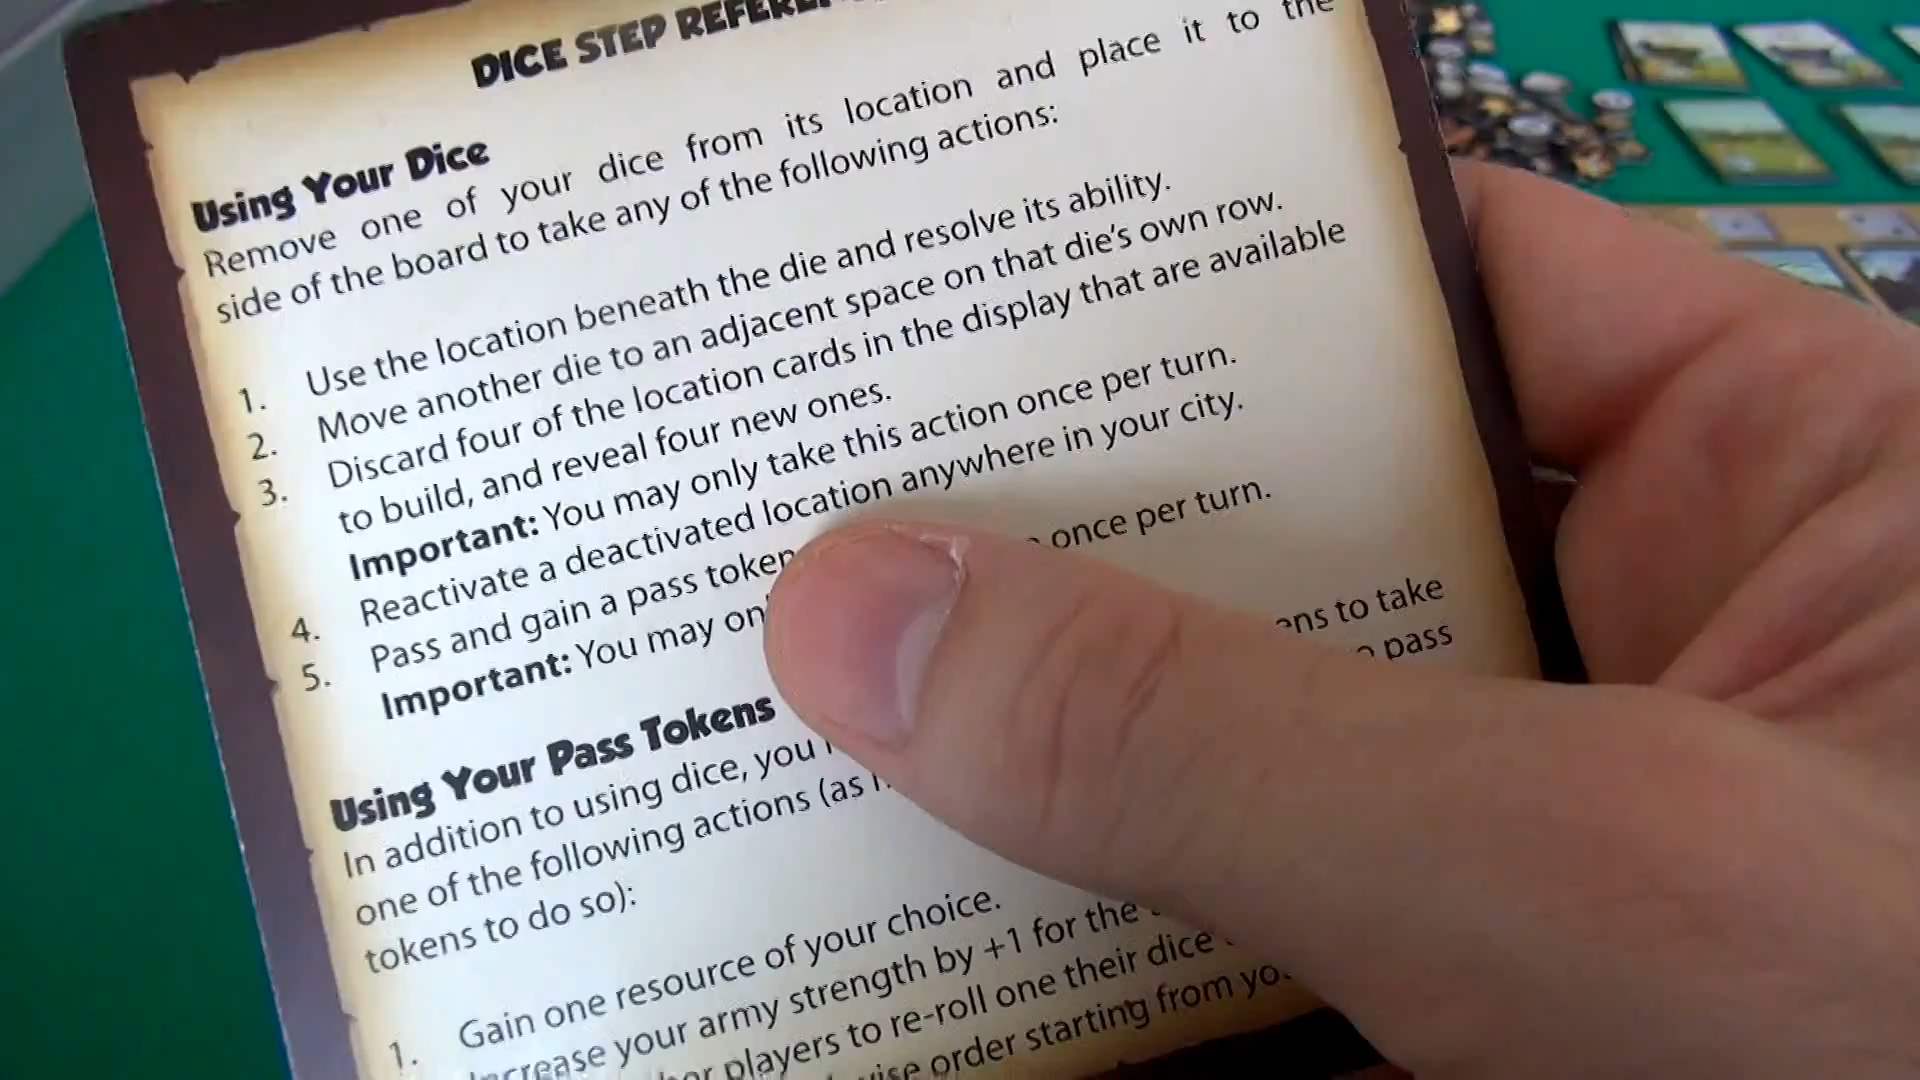 DICE STEP
Using Your Dice
Remove one of your dice from its location and place it to the
side of the board to take any of the following actions:
1. Use the location beneath the die and resolve its ability.
2. Move another die to an adjacent space on that die's own row.
3. Discard four of the location cards in the display that are available
to build, and reveal four new ones.
Important: You may only take this action once per turn.
4. Reactivate a deactivated location anywhere in your city.
5. Pass and gain a pass token
Important: You may once per turn.
Using Your Pass Tokens
In addition to using dice, you to take
one of the following actions (as pass
tokens to do so):
1. Gain one resource of your choice.
your army strength by +1 for the
players to re-roll one their dice
order starting from